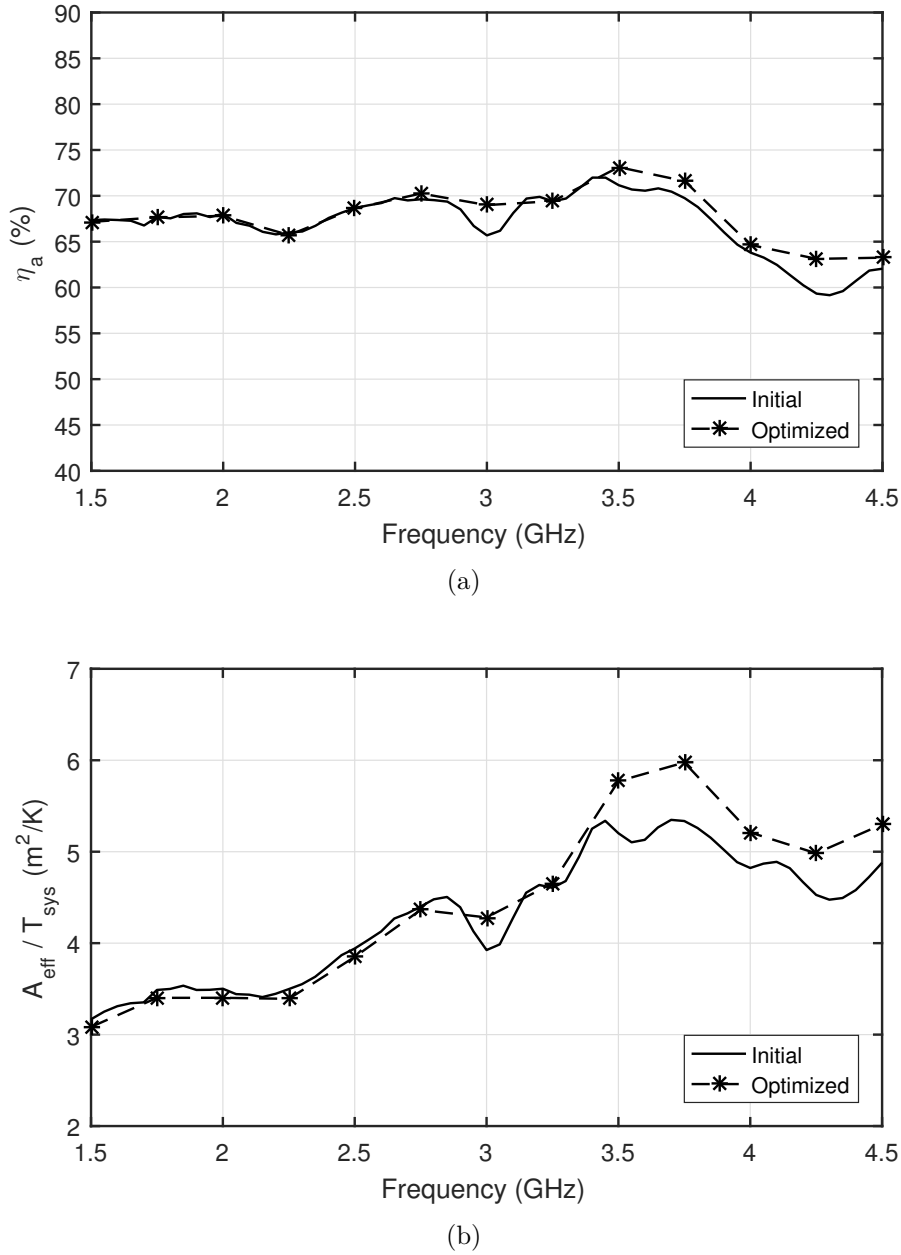 90
85
80
75
70
65
60
55
50
45
40
η_a (%)
1.5 2 2.5 3 3.5 4 4.5
Frequency (GHz)
Initial
Optimized
(a)
7
6
5
4
3
2
A_eff / T_sys (m²/K)
1.5 2 2.5 3 3.5 4 4.5
Frequency (GHz)
Initial
Optimized
(b)